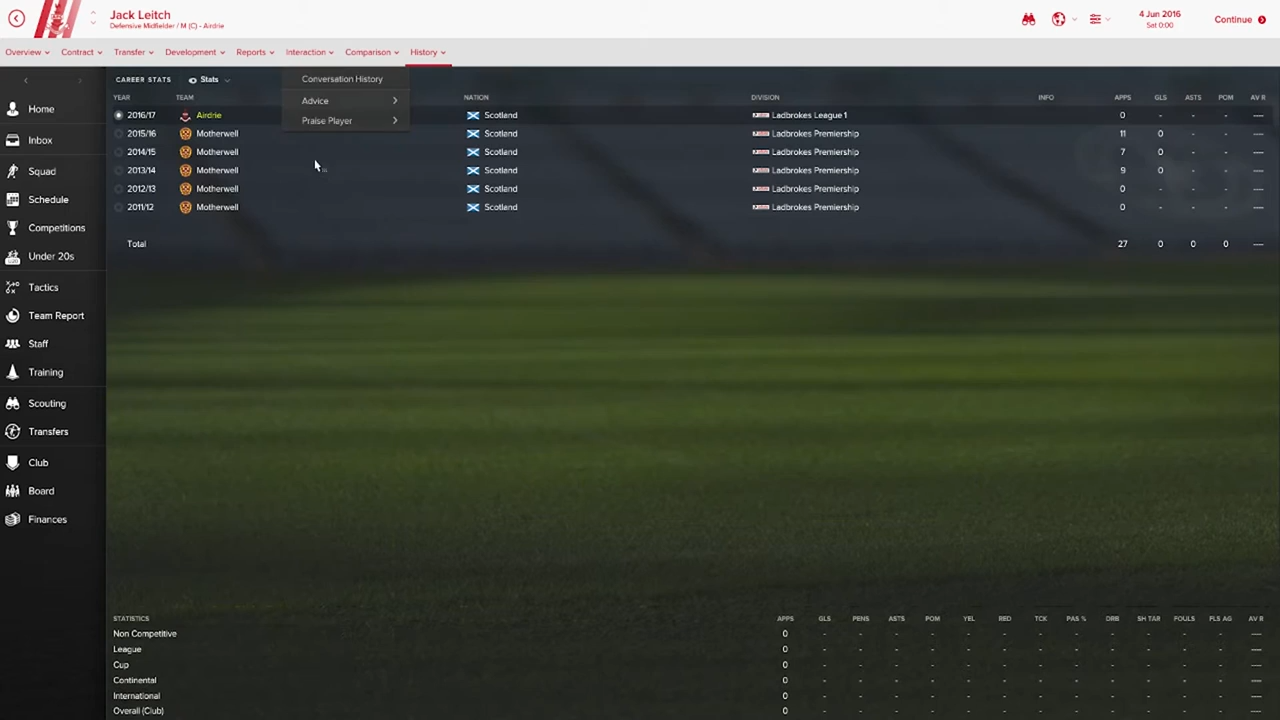 Jack Leitch
Defensive Midfielder / M (C) - Airdrie
4 Jun 2016
Sat 0:00
Continue
Overview Contract Transfer Development Reports Interaction Comparison History
CAREER STATS Stats
Conversation History
Advice
Praise Player
YEAR TEAM NATION DIVISION INFO APPS GLS ASTS POM AV R
2016/17 Airdrie Scotland Ladbrokes League 1 0 - - - ----
2015/16 Motherwell Scotland Ladbrokes Premiership 11 0 - - ----
2014/15 Motherwell Scotland Ladbrokes Premiership 7 0 - - ----
2013/14 Motherwell Scotland Ladbrokes Premiership 9 0 - - ----
2012/13 Motherwell Scotland Ladbrokes Premiership 0 - - - ----
2011/12 Motherwell Scotland Ladbrokes Premiership 0 - - - ----
Total 27 0 0 0 ----
Home
Inbox
Squad
Schedule
Competitions
Under 20s
Tactics
Team Report
Staff
Training
Scouting
Transfers
Club
Board
Finances
STATISTICS APPS GLS PENS ASTS POM YEL RED TCK PAS % DRB SH TAR FOULS FLS AG AV R
Non Competitive 0 - - - - - - - - - - - - ----
League 0 - - - - - - - - - - - - ----
Cup 0 - - - - - - - - - - - - ----
Continental 0 - - - - - - - - - - - - ----
International 0 - - - - - - - - - - - - ----
Overall (Club) 0 - - - - - - - - - - - - ----